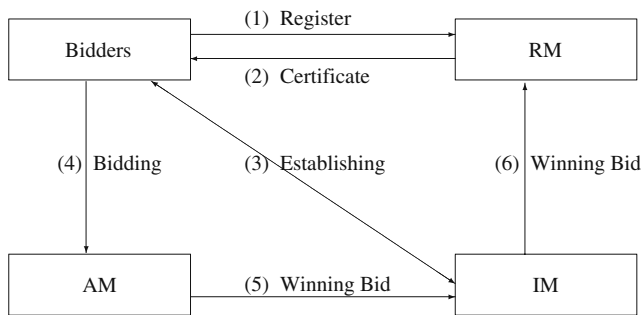 (1) Register
Bidders
RM
(2) Certificate
(4) Bidding
(3) Establishing
(6) Winning Bid
AM
(5) Winning Bid
IM